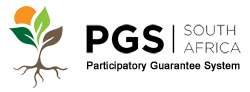 PGS SOUTH
AFRICA
Participatory Guarantee System